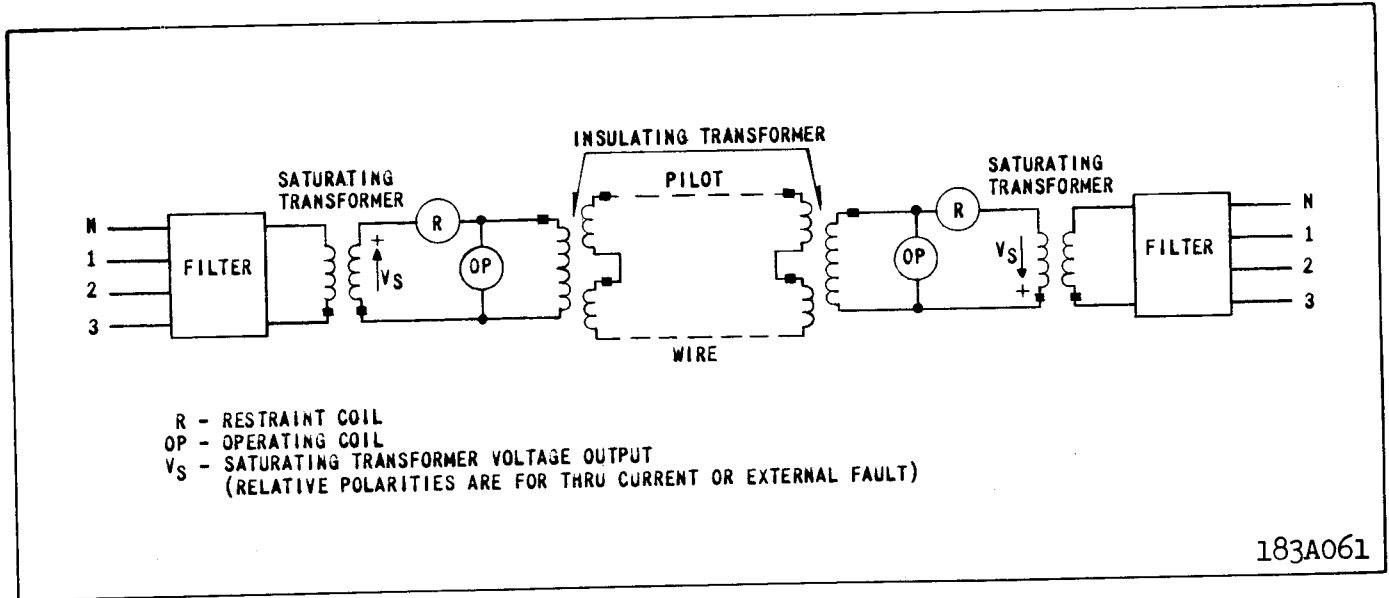 INSULATING TRANSFORMER
SATURATING
TRANSFORMER
PILOT
SATURATING
TRANSFORMER
N
1
2
3
FILTER
+
VS
R
OP
WIRE
OP
R
VS
+
FILTER
N
1
2
3
R - RESTRAINT COIL
OP - OPERATING COIL
VS - SATURATING TRANSFORMER VOLTAGE OUTPUT
(RELATIVE POLARITIES ARE FOR THRU CURRENT OR EXTERNAL FAULT)
183A061